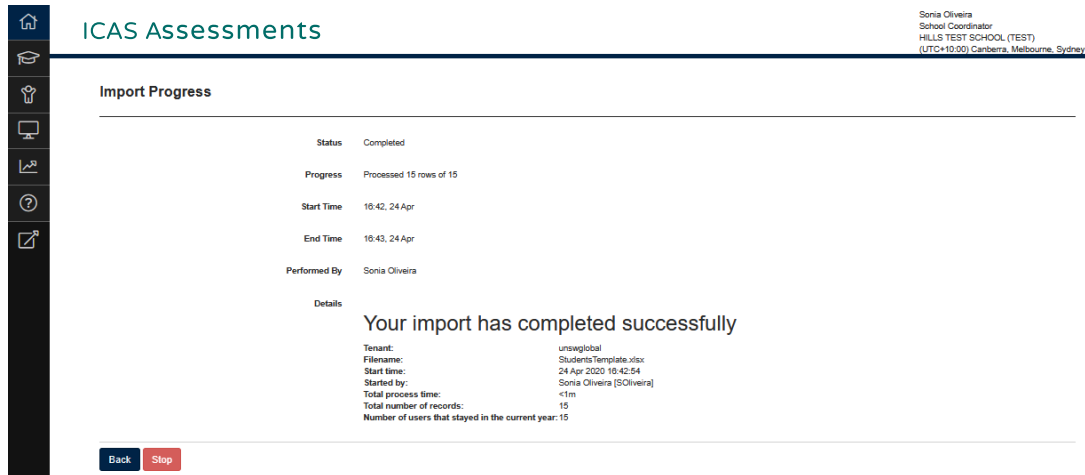 ICAS Assessments
Sonia Oliveira
School Coordinator
HILLS TEST SCHOOL (TEST)
(UTC+10:00) Canberra, Melbourne, Sydney
Import Progress
Status Completed
Progress Processed 15 rows of 15
Start Time 16:42, 24 Apr
End Time 16:43, 24 Apr
Performed By Sonia Oliveira
Details
Your import has completed successfully
Tenant: unswglobal
Filename: StudentsTemplate.xlsx
Start time: 24 Apr 2020 16:42:54
Started by: Sonia Oliveira [SOliveira]
Total process time: <1m
Total number of records: 15
Number of users that stayed in the current year: 15
Back Stop